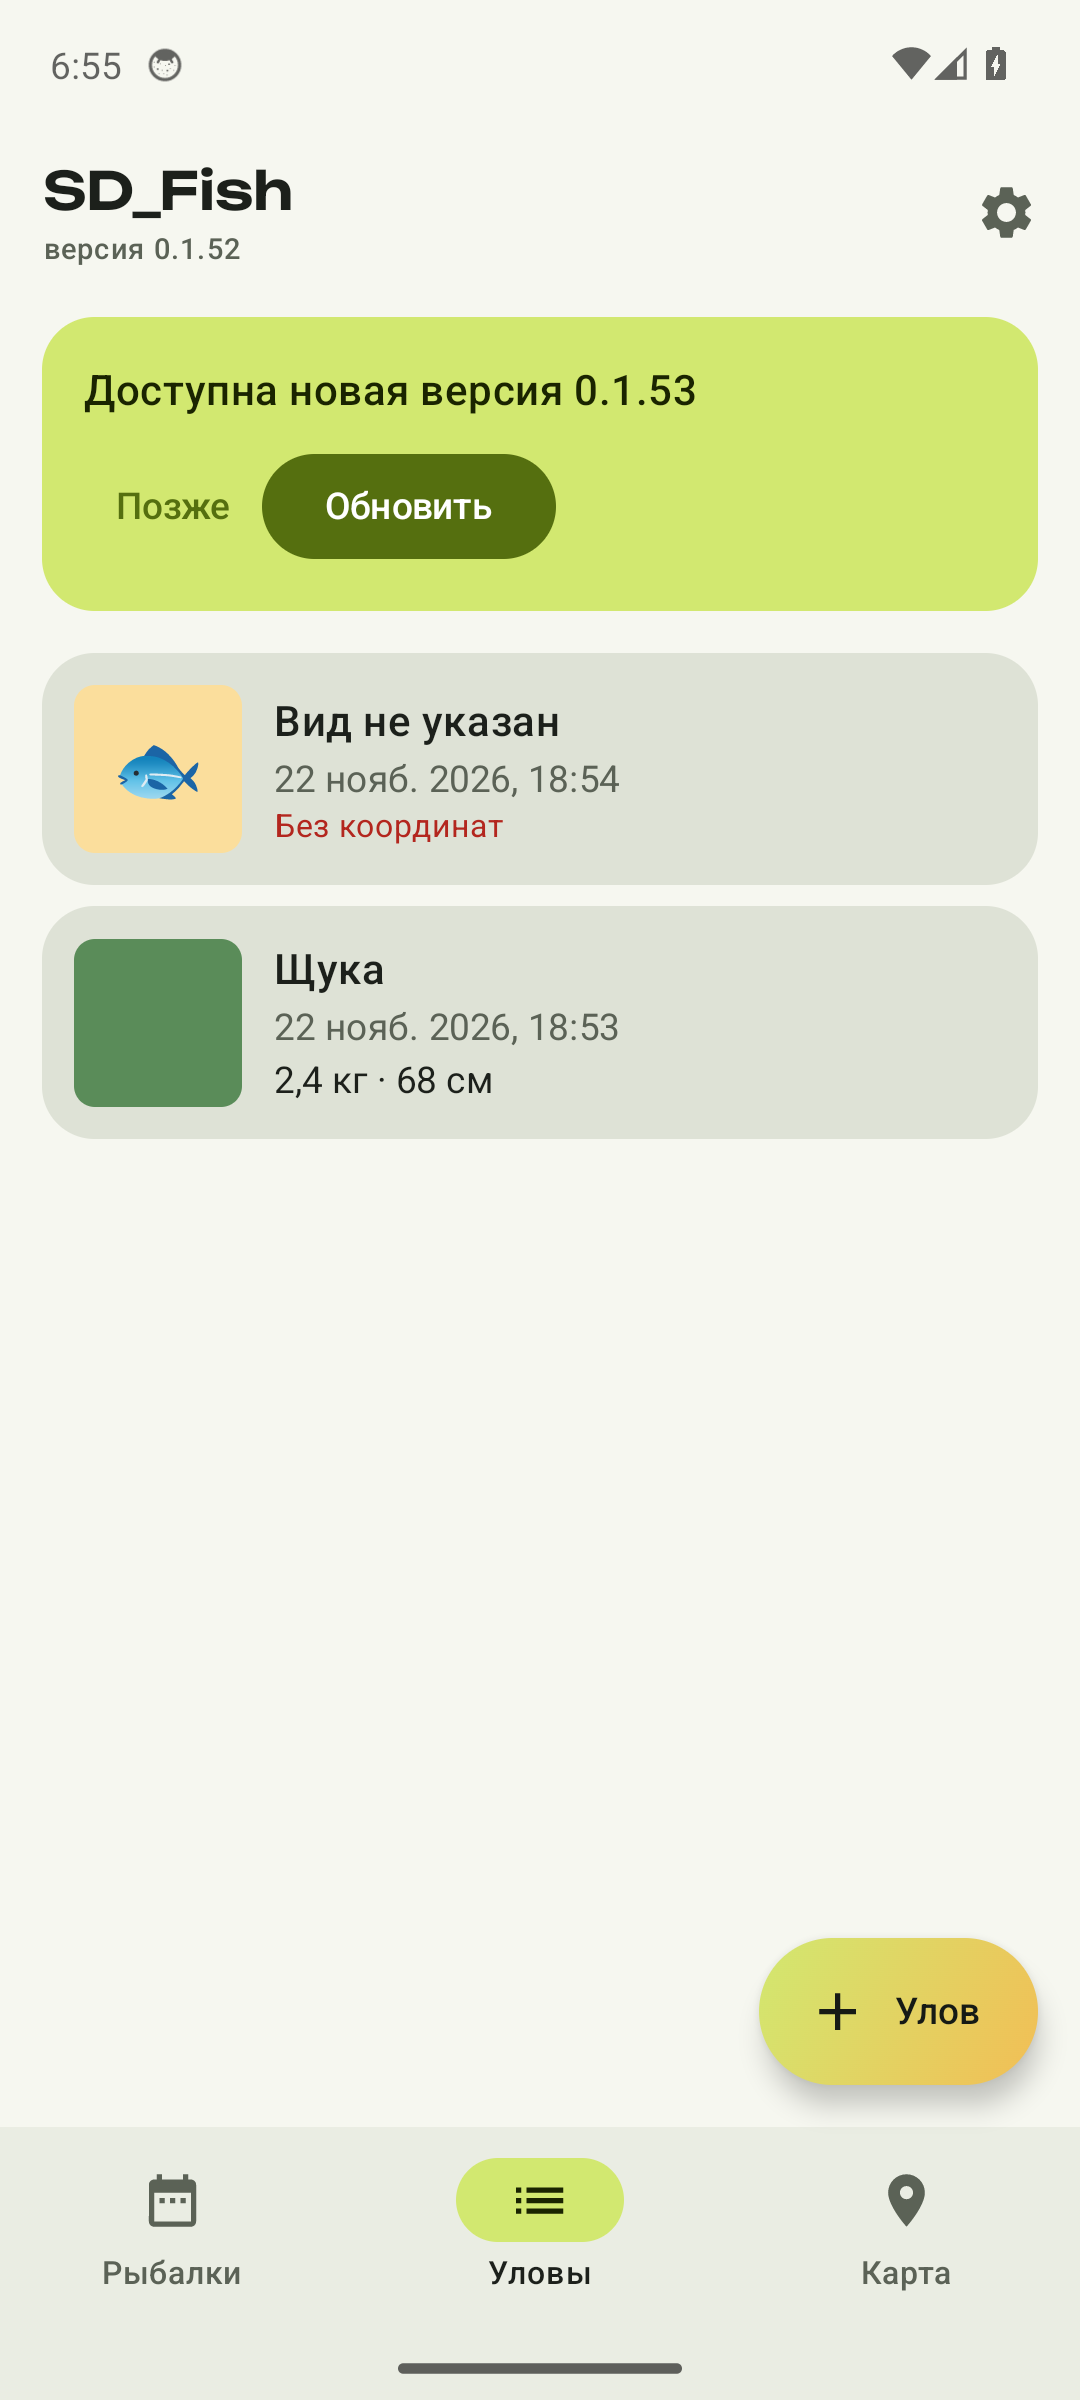 6:55
SD_Fish
версия 0.1.52
Доступна новая версия 0.1.53
Позже
Обновить
Вид не указан
22 нояб. 2026, 18:54
Без координат
Щука
22 нояб. 2026, 18:53
2,4 кг · 68 см
Улов
Рыбалки
Уловы
Карта